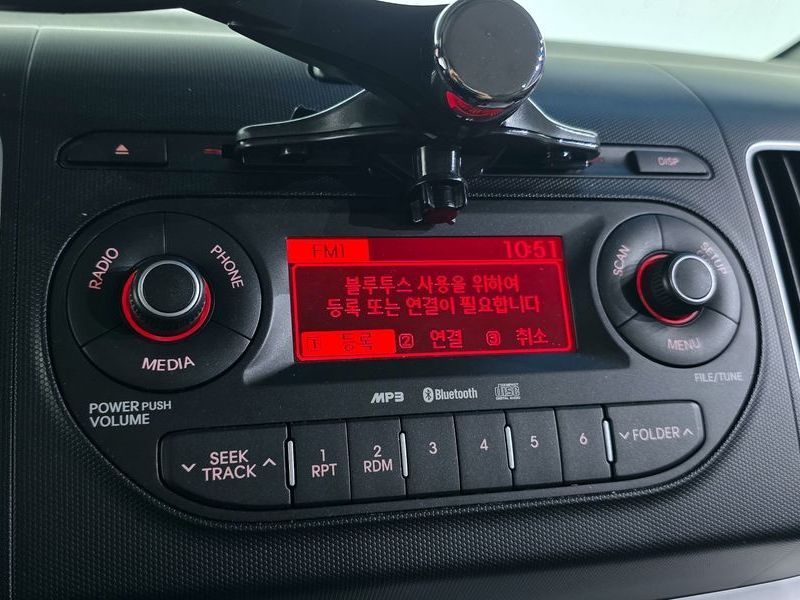 DISP
RADIO
PHONE
MEDIA
POWER PUSH
VOLUME
FM1 10:51
블루투스 사용을 위하여
등록 또는 연결이 필요합니다
1 등록 2 연결 3 취소
SCAN
SETUP
MENU
FILE/TUNE
MP3 Bluetooth disc DIGITAL AUDIO
SEEK
TRACK
1
RPT
2
RDM
3
4
5
6
FOLDER